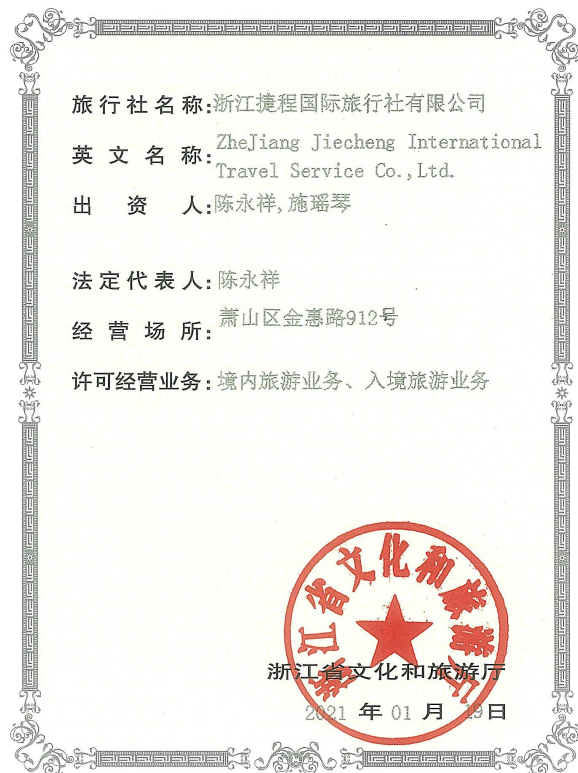 旅行社名称:浙江捷程国际旅行社有限公司
英文名称:ZheJiang Jiecheng International
Travel Service Co.,Ltd.
出资人:陈永祥,施瑶琴
法定代表人:陈永祥
经营场所:萧山区金惠路912号
许可经营业务:境内旅游业务、入境旅游业务
浙江省文化和旅游厅
浙江省文化和旅游厅
2021 年 01 月 19日